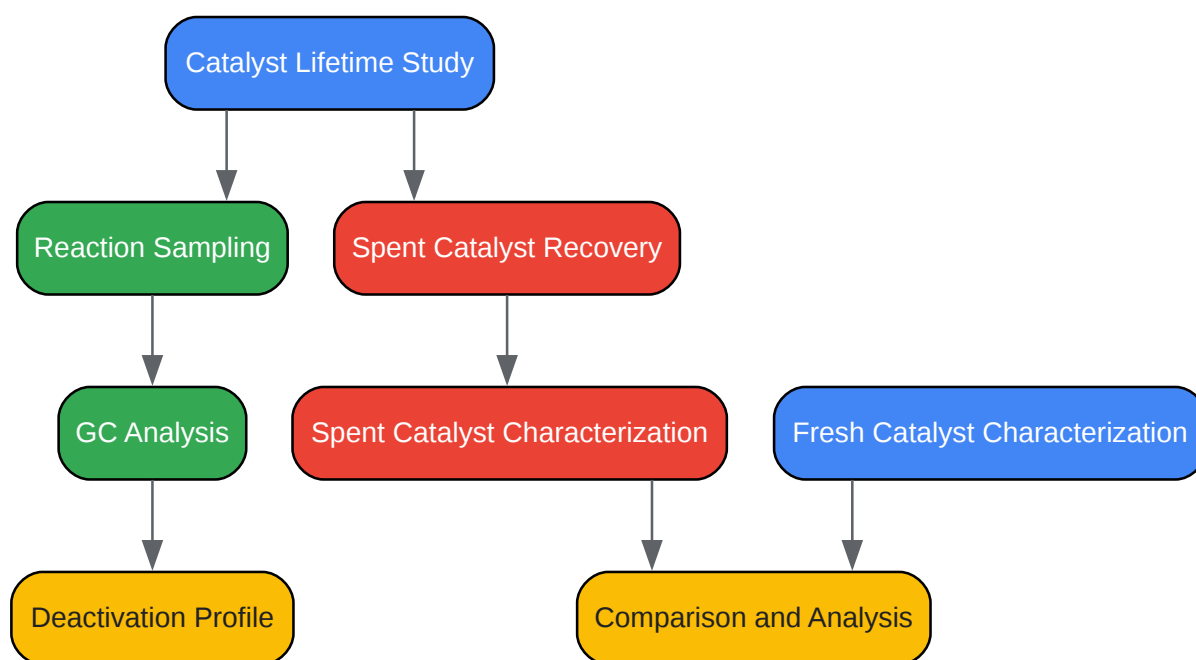 Catalyst Lifetime Study
Reaction Sampling
Spent Catalyst Recovery
GC Analysis
Spent Catalyst Characterization
Fresh Catalyst Characterization
Deactivation Profile
Comparison and Analysis